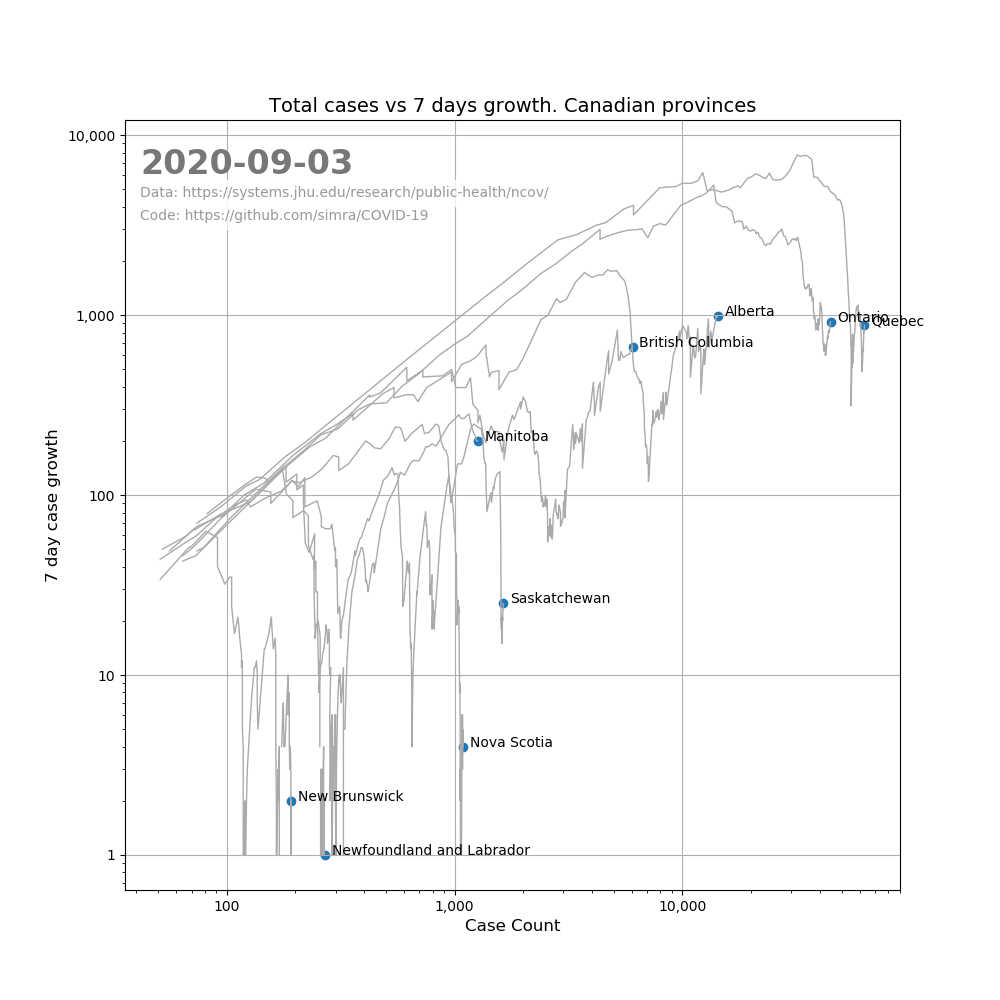 Total cases vs 7 days growth. Canadian provinces
10,000
2020-09-03
Data: https://systems.jhu.edu/research/public-health/ncov/
Code: https://github.com/simra/COVID-19
1,000
Alberta
Ontario
Quebec
British Columbia
Manitoba
100
7 day case growth
Saskatchewan
10
Nova Scotia
New Brunswick
1
Newfoundland and Labrador
100
1,000
10,000
Case Count